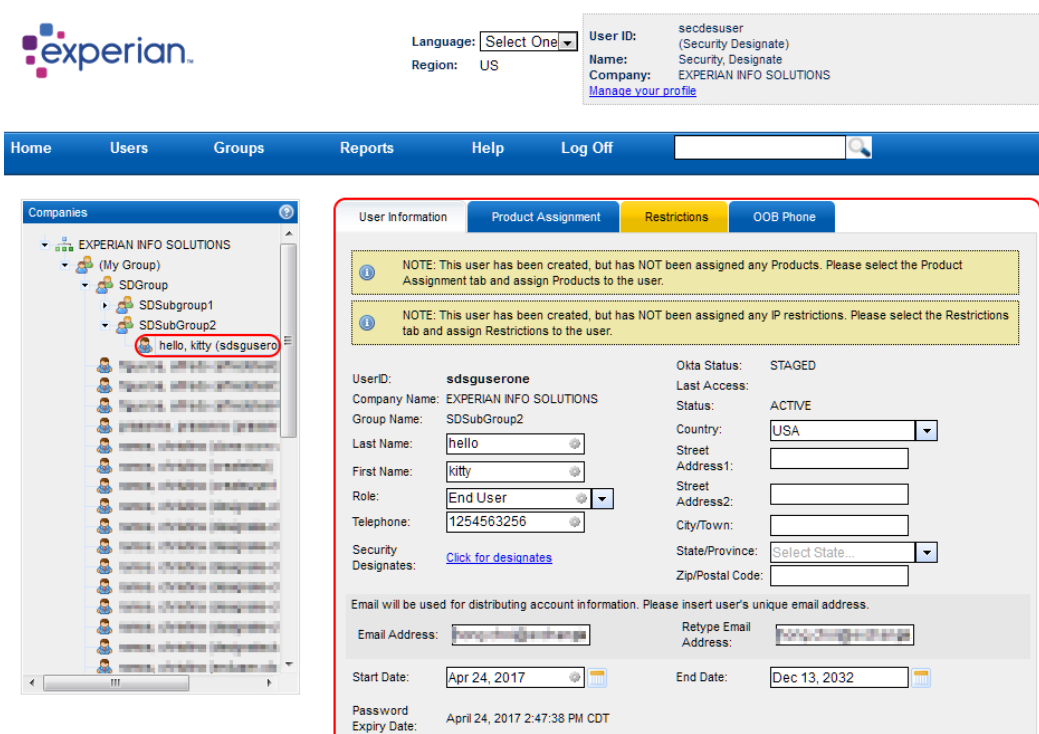 experian™
Language: Select One
Region: US
User ID: secdesuser
(Security Designate)
Name: Security, Designate
Company: EXPERIAN INFO SOLUTIONS
Manage your profile
Home Users Groups Reports Help Log Off
Companies
EXPERIAN INFO SOLUTIONS
(My Group)
SDGroup
SDSubgroup1
SDSubGroup2
hello, kitty (sdsgusero
User Information Product Assignment Restrictions OOB Phone
NOTE: This user has been created, but has NOT been assigned any Products. Please select the Product
Assignment tab and assign Products to the user.
NOTE: This user has been created, but has NOT been assigned any IP restrictions. Please select the Restrictions
tab and assign Restrictions to the user.
UserID: sdsguserone
Company Name: EXPERIAN INFO SOLUTIONS
Group Name: SDSubGroup2
Last Name: hello
First Name: kitty
Role: End User
Telephone: 1254563256
Security
Designates: Click for designates
Okta Status: STAGED
Last Access:
Status: ACTIVE
Country: USA
Street
Address1:
Street
Address2:
City/Town:
State/Province: Select State...
Zip/Postal Code:
Email will be used for distributing account information. Please insert user's unique email address.
Email Address:
Retype Email
Address:
Start Date: Apr 24, 2017
End Date: Dec 13, 2032
Password
Expiry Date: April 24, 2017 2:47:38 PM CDT